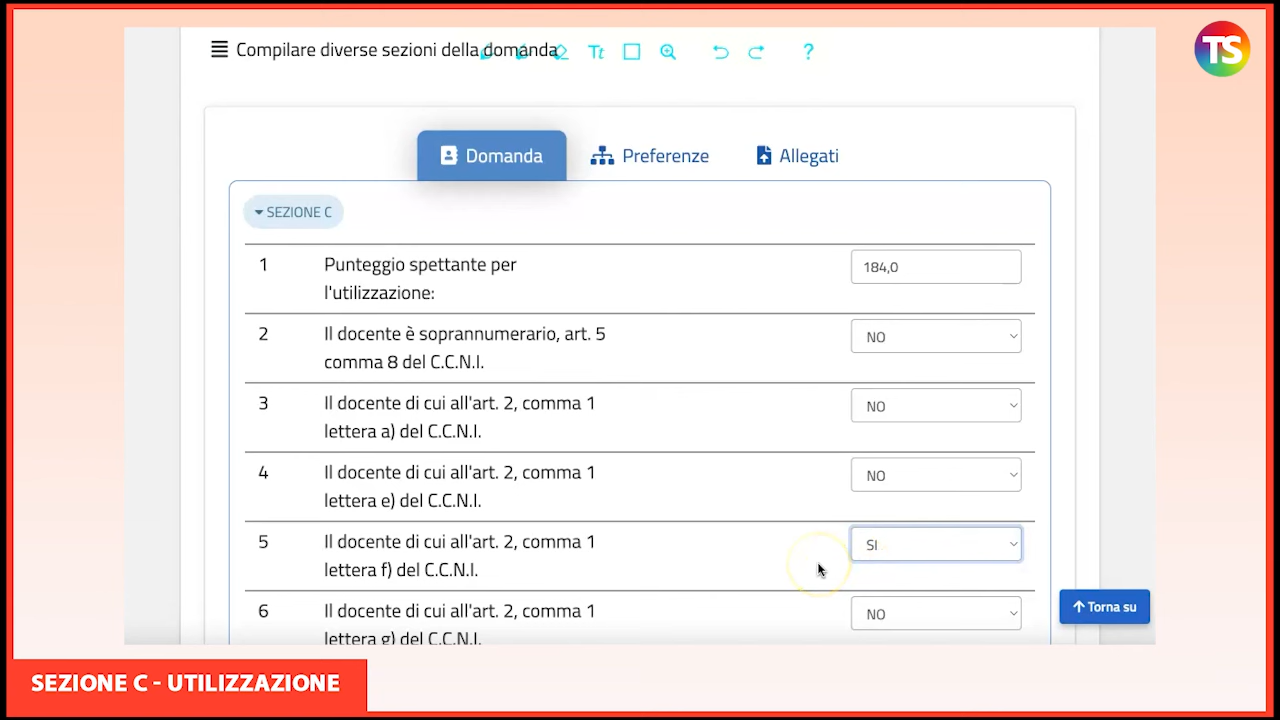 Compilare diverse sezioni della domanda
Tt
?
TS
Domanda
Preferenze
Allegati
SEZIONE C
1
Punteggio spettante per
l'utilizzazione:
184,0
2
Il docente è soprannumerario, art. 5
comma 8 del C.C.N.I.
NO
3
Il docente di cui all'art. 2, comma 1
lettera a) del C.C.N.I.
NO
4
Il docente di cui all'art. 2, comma 1
lettera e) del C.C.N.I.
NO
5
Il docente di cui all'art. 2, comma 1
lettera f) del C.C.N.I.
SI
6
Il docente di cui all'art. 2, comma 1
lettera g) del C.C.N.I.
NO
Torna su
SEZIONE C - UTILIZZAZIONE